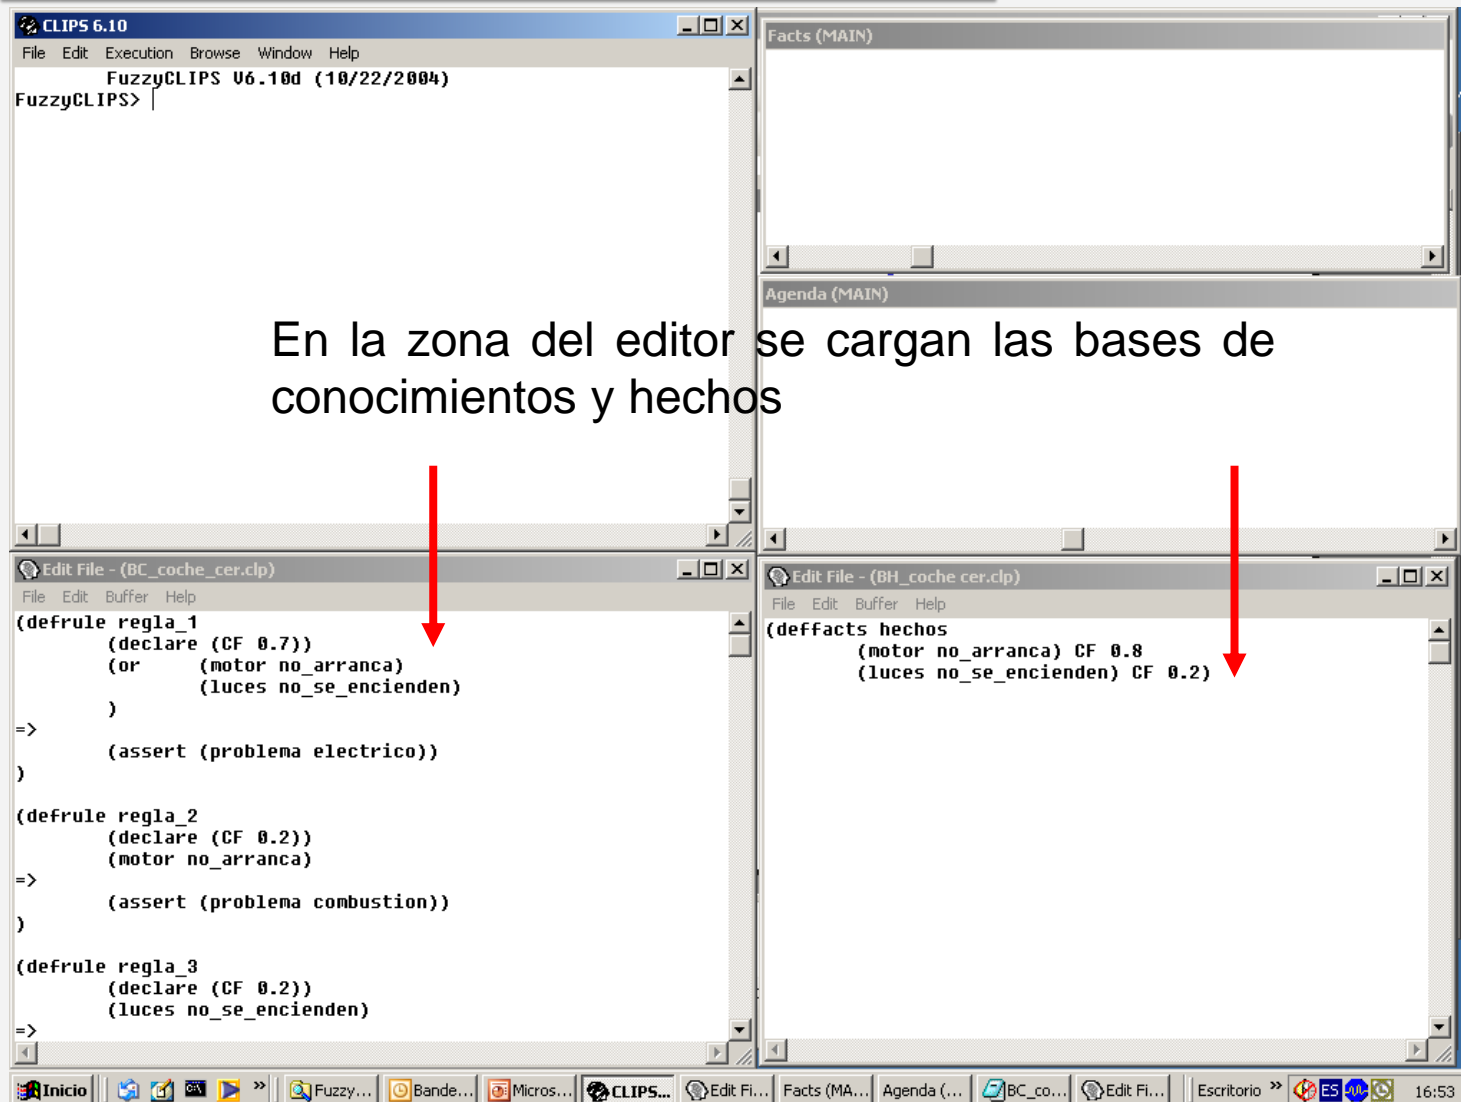 CLIPS 6.10
File Edit Execution Browse Window Help
FuzzyCLIPS V6.10d (10/22/2004)
FuzzyCLIPS>
Facts (MAIN)
Agenda (MAIN)
En la zona del editor se cargan las bases de
conocimientos y hechos
Edit File - (BC_coche_cer.clp)
File Edit Buffer Help
(defrule regla_1
(declare (CF 0.7))
(or (motor no_arranca)
(luces no_se_encienden)
)
=>
(assert (problema electrico))
)
(defrule regla_2
(declare (CF 0.2))
(motor no_arranca)
=>
(assert (problema combustion))
)
(defrule regla_3
(declare (CF 0.2))
(luces no_se_encienden)
=>
Edit File - (BH_coche cer.clp)
File Edit Buffer Help
(deffacts hechos
(motor no_arranca) CF 0.8
(luces no_se_encienden) CF 0.2)
Inicio » Fuzzy... Bande... Micros... CLIPS... Edit Fi... Facts (MA... Agenda (... BC_co... Edit Fi... Escritorio » ES 16:53